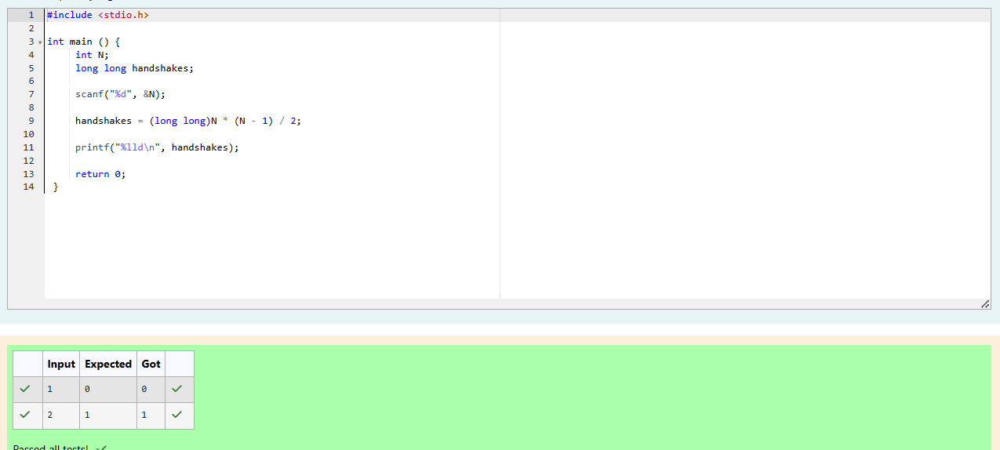 1 #include <stdio.h>
2
3 int main () {
4 int N;
5 long long handshakes;
6
7 scanf("%d", &N);
8
9 handshakes = (long long)N * (N - 1) / 2;
10
11 printf("%lld\n", handshakes);
12
13 return 0;
14 }
Input Expected Got
1 0 0
2 1 1
Passed all tests!